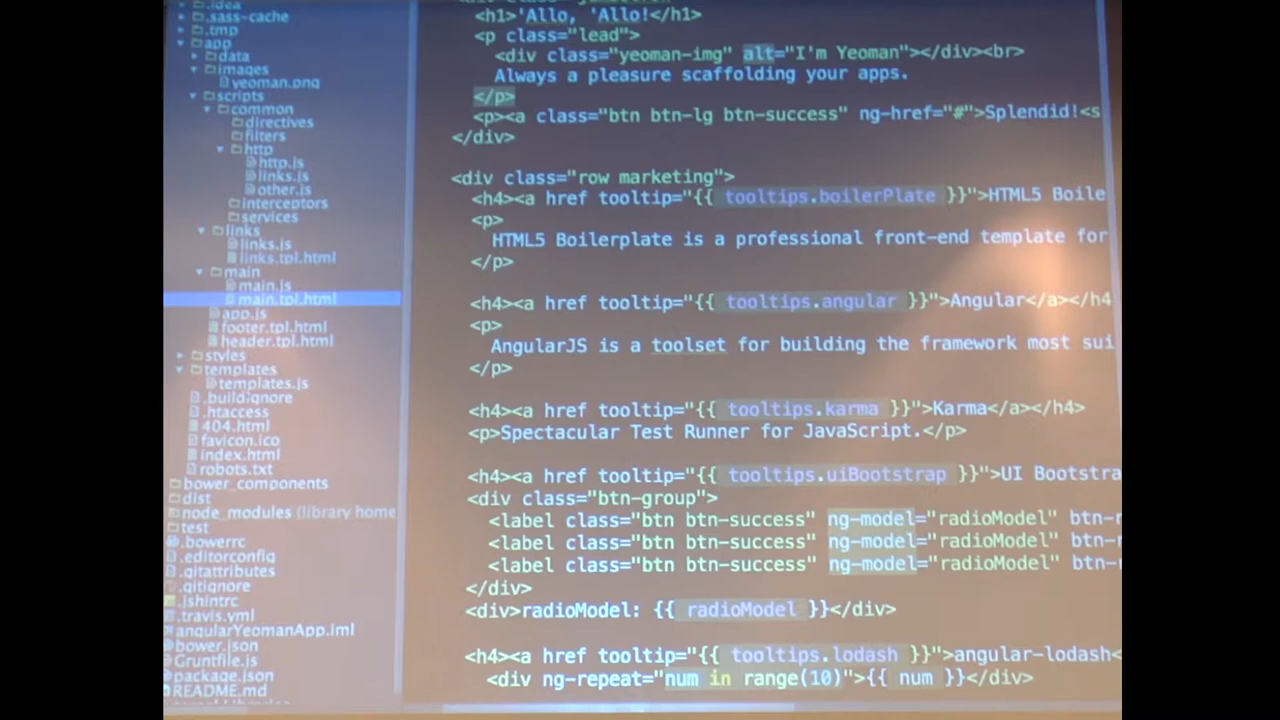 .idea
.sass-cache
.tmp
app
data
images
yeoman.png
scripts
common
directives
filters
http
http.js
links.js
other.js
interceptors
services
links
links.js
links.tpl.html
main
main.js
main.tpl.html
app.js
footer.tpl.html
header.tpl.html
styles
templates
templates.js
.buildignore
.htaccess
404.html
favicon.ico
index.html
robots.txt
bower_components
dist
node_modules (library home
test
.bowerrc
.editorconfig
.gitattributes
.gitignore
.jshintrc
.travis.yml
angularYeomanApp.iml
bower.json
Gruntfile.js
package.json
README.md
<h1>'Allo, 'Allo!</h1>
<p class="lead">
<div class="yeoman-img" alt="I'm Yeoman"></div><br>
Always a pleasure scaffolding your apps.
</p>
<p><a class="btn btn-lg btn-success" ng-href="#">Splendid!<s
</div>
<div class="row marketing">
<h4><a href tooltip="{{ tooltips.boilerPlate }}">HTML5 Boile
<p>
HTML5 Boilerplate is a professional front-end template for
</p>
<h4><a href tooltip="{{ tooltips.angular }}">Angular</a></h4
<p>
AngularJS is a toolset for building the framework most sui
</p>
<h4><a href tooltip="{{ tooltips.karma }}">Karma</a></h4>
<p>Spectacular Test Runner for JavaScript.</p>
<h4><a href tooltip="{{ tooltips.uiBootstrap }}">UI Bootstra
<div class="btn-group">
<label class="btn btn-success" ng-model="radioModel" btn-r
<label class="btn btn-success" ng-model="radioModel" btn-r
<label class="btn btn-success" ng-model="radioModel" btn-r
</div>
<div>radioModel: {{ radioModel }}</div>
<h4><a href tooltip="{{ tooltips.lodash }}">angular-lodash<
<div ng-repeat="num in range(10)">{{ num }}</div>